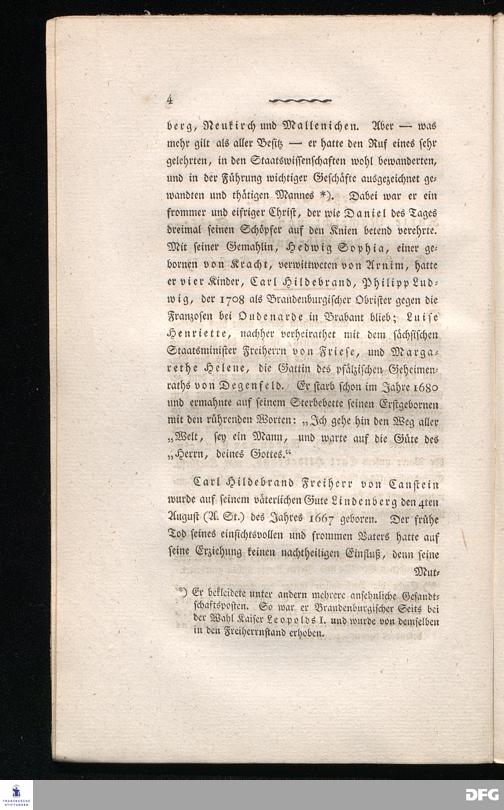 4
berg, Neukirch und Mallenichen. Aber — was
mehr gilt als aller Besitz — er hatte den Ruf eines sehr
gelehrten, in den Staatswissenschaften wohl bewanderten,
und in der Führung wichtiger Geschäfte ausgezeichnet ge-
wandten und thätigen Mannes *). Dabei war er ein
frommer und eifriger Christ, der wie Daniel des Tages
dreimal seinen Schöpfer auf den Knien betend verehrte.
Mit seiner Gemahlin, Hedwig Sophia, einer ge-
bornen von Kracht, verwittweten von Arnim, hatte
er vier Kinder, Carl Hildebrand, Philipp Lud-
wig, der 1708 als Brandenburgischer Obrister gegen die
Franzosen bei Oudenarde in Brabant blieb; Luise
Henriette, nachher verheirathet mit dem sächsischen
Staatsminister Freiherrn von Friese, und Marga-
rethe Helene, die Gattin des pfälzischen Geheimen-
raths von Degenfeld. Er starb schon im Jahre 1680
und ermahnte auf seinem Sterbebette seinen Erstgebornen
mit den rührenden Worten: „Ich gehe hin den Weg aller
„Welt, sey ein Mann, und warte auf die Güte des
„Herrn, deines Gottes.“
Carl Hildebrand Freiherr von Canstein
wurde auf seinem väterlichen Gute Lindenberg den 4ten
August (A. St.) des Jahres 1667 geboren. Der frühe
Tod seines einsichtsvollen und frommen Vaters hatte auf
seine Erziehung keinen nachtheiligen Einfluß, denn seine
Mut-
*) Er bekleidete unter andern mehrere ansehnliche Gesandt-
schaftsposten. So war er Brandenburgischer Seits bei
der Wahl Kaiser Leopolds I. und wurde von demselben
in den Freiherrnstand erhoben.
FRANCKESCHE
STIFTUNGEN
DFG